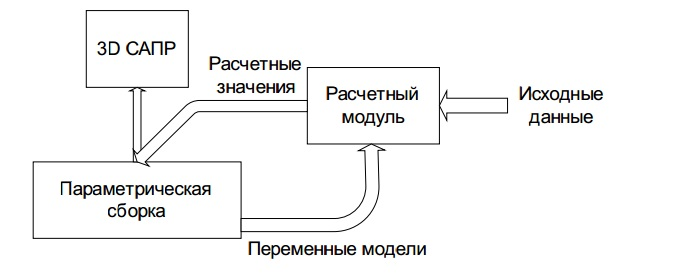 3D САПР
Расчетные
значения
Расчетный
модуль
Исходные
данные
Параметрическая
сборка
Переменные модели